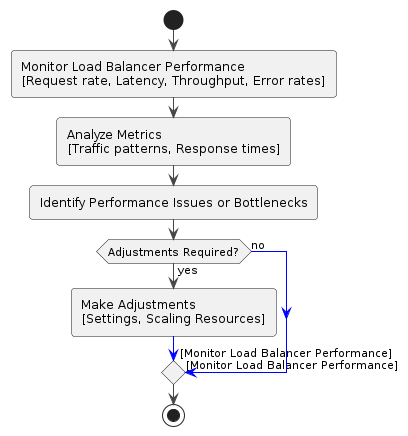 Monitor Load Balancer Performance
[Request rate, Latency, Throughput, Error rates]
Analyze Metrics
[Traffic patterns, Response times]
Identify Performance Issues or Bottlenecks
Adjustments Required?
no
yes
Make Adjustments
[Settings, Scaling Resources]
[Monitor Load Balancer Performance]
[Monitor Load Balancer Performance]